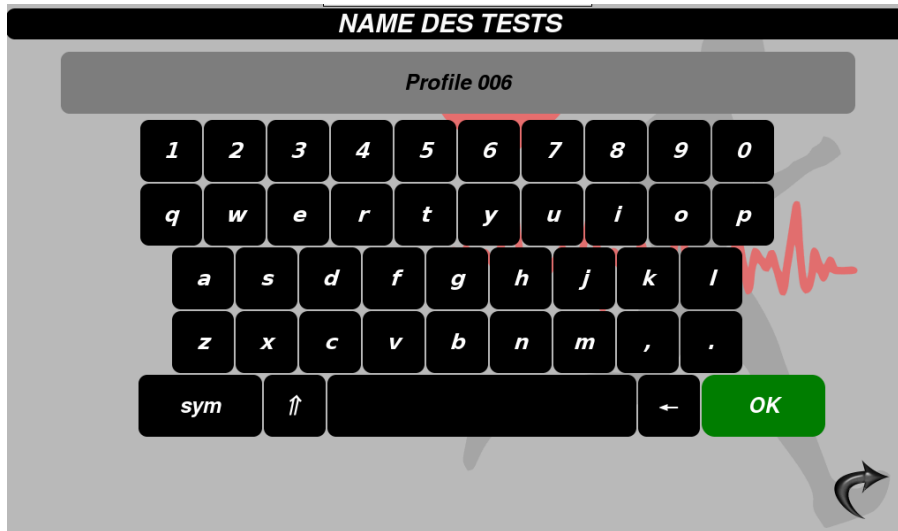 NAME DES TESTS
Profile 006
1 2 3 4 5 6 7 8 9 0
q w e r t y u i o p
a s d f g h j k l
z x c v b n m , .
sym ⇑ ← OK